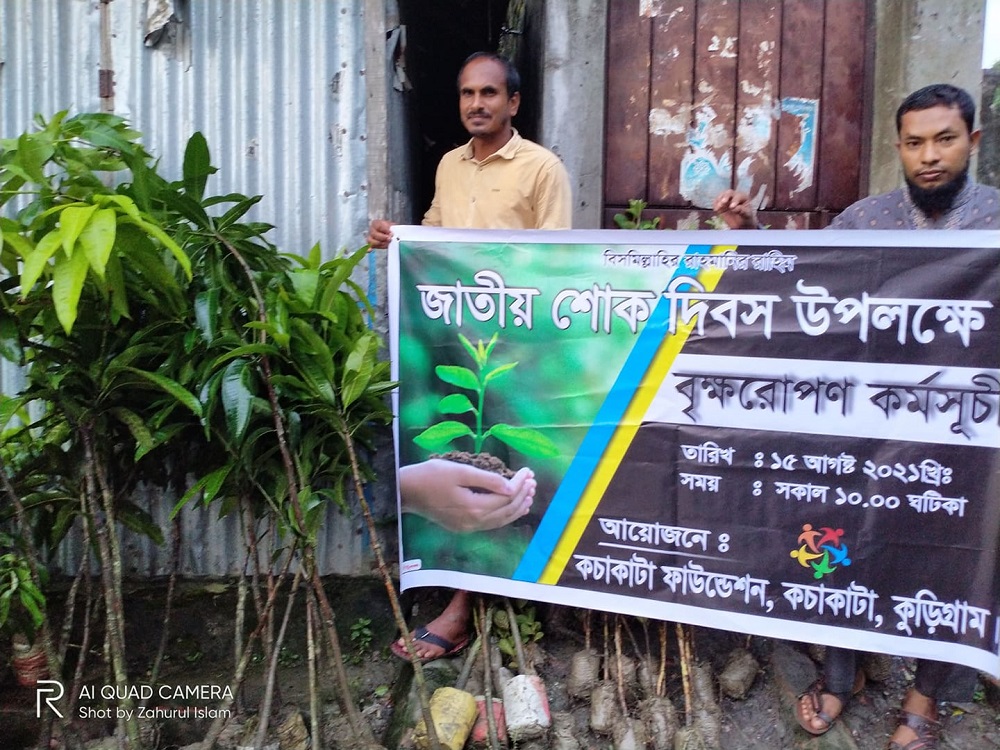 বিসমিল্লাহির রাহমানির রাহিম
জাতীয় শোক দিবস উপলক্ষে
বৃক্ষরোপণ কর্মসূচী
তারিখ : ১৫ আগষ্ট ২০২১খ্রিঃ
সময় : সকাল ১০.০০ ঘটিকা
আয়োজনে :
কচাকাটা ফাউন্ডেশন, কচাকাটা, কুড়িগ্রাম।
AI QUAD CAMERA
Shot by Zahurul Islam